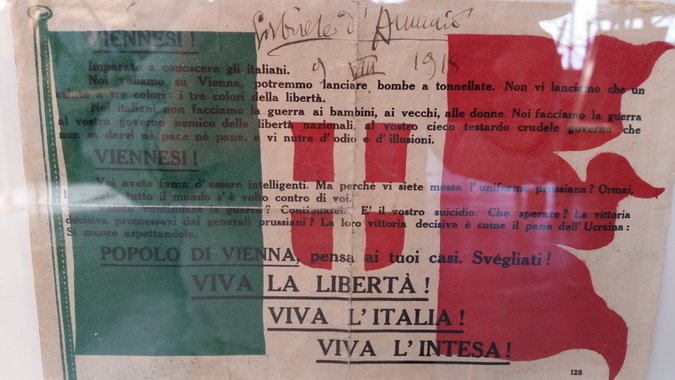 VIENNESI !
Gabriele d'Annunzio
9 VIII 1918
Imparate a conoscere gli italiani.
Noi voliamo su Vienna, potremmo lanciare bombe a tonnellate. Non vi lanciamo che un
saluto a tre colori : i tre colori della libertà.
Noi italiani non facciamo la guerra ai bambini, ai vecchi, alle donne. Noi facciamo la guerra
al vostro governo nemico delle libertà nazionali, al vostro cieco testardo crudele governo che
non sa darvi nè pace nè pane, e vi nutre d'odio e d'illusioni.
VIENNESI !
Voi avete fama d'essere intelligenti. Ma perchè vi siete messa l'uniforme prussiana ? Ormai,
tutto il mondo s'è volto contro di voi.
continuare la guerra ? Continuatela. E' il vostro suicidio. Che sperate ? La vittoria
decisiva promessavi dai generali prussiani ? La loro vittoria decisiva è come il pane dell'Ucraina :
Si muore aspettandola.
POPOLO DI VIENNA, pensa ai tuoi casi. Svégliati !
VIVA LA LIBERTÀ !
VIVA L'ITALIA !
VIVA L'INTESA !
128